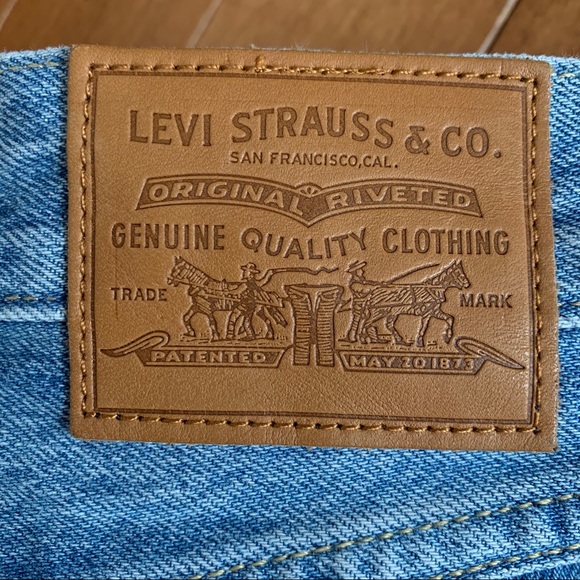 LEVI STRAUSS & CO.
SAN FRANCISCO, CAL.
ORIGINAL RIVETED
GENUINE QUALITY CLOTHING
TRADE MARK
PATENTED MAY 20 1873